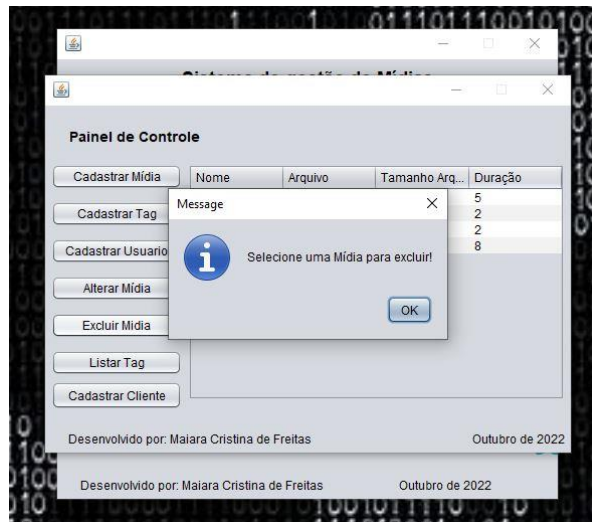 Sistema de gestão de Mídias
Painel de Controle
Cadastrar Mídia
Nome Arquivo Tamanho Arq... Duração
5
Cadastrar Tag
2
2
Cadastrar Usuario
8
Message
Selecione uma Mídia para excluir!
OK
Alterar Mídia
Excluir Midia
Listar Tag
Cadastrar Cliente
Desenvolvido por: Maiara Cristina de Freitas Outubro de 2022
Desenvolvido por: Maiara Cristina de Freitas Outubro de 2022